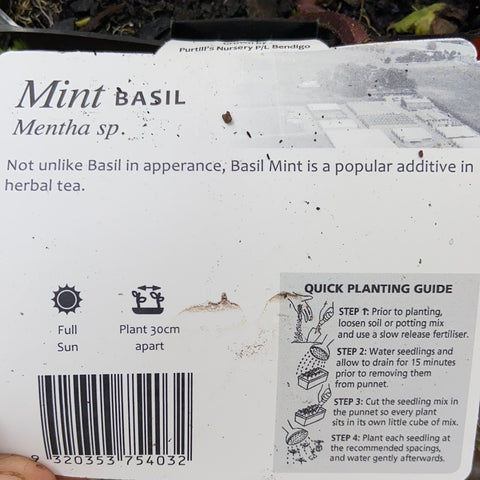 Grown by
Purtill's Nursery P/L Bendigo
Mint BASIL
Mentha sp.
Not unlike Basil in apperance, Basil Mint is a popular additive in
herbal tea.
Full
Sun
Plant 30cm
apart
QUICK PLANTING GUIDE
STEP 1: Prior to planting,
loosen soil or potting mix
and use a slow release fertiliser.
STEP 2: Water seedlings and
allow to drain for 15 minutes
prior to removing them
from punnet.
STEP 3: Cut the seedling mix in
the punnet so every plant
sits in its own little cube of mix.
STEP 4: Plant each seedling at
the recommended spacings,
and water gently afterwards.
9 320353 754032